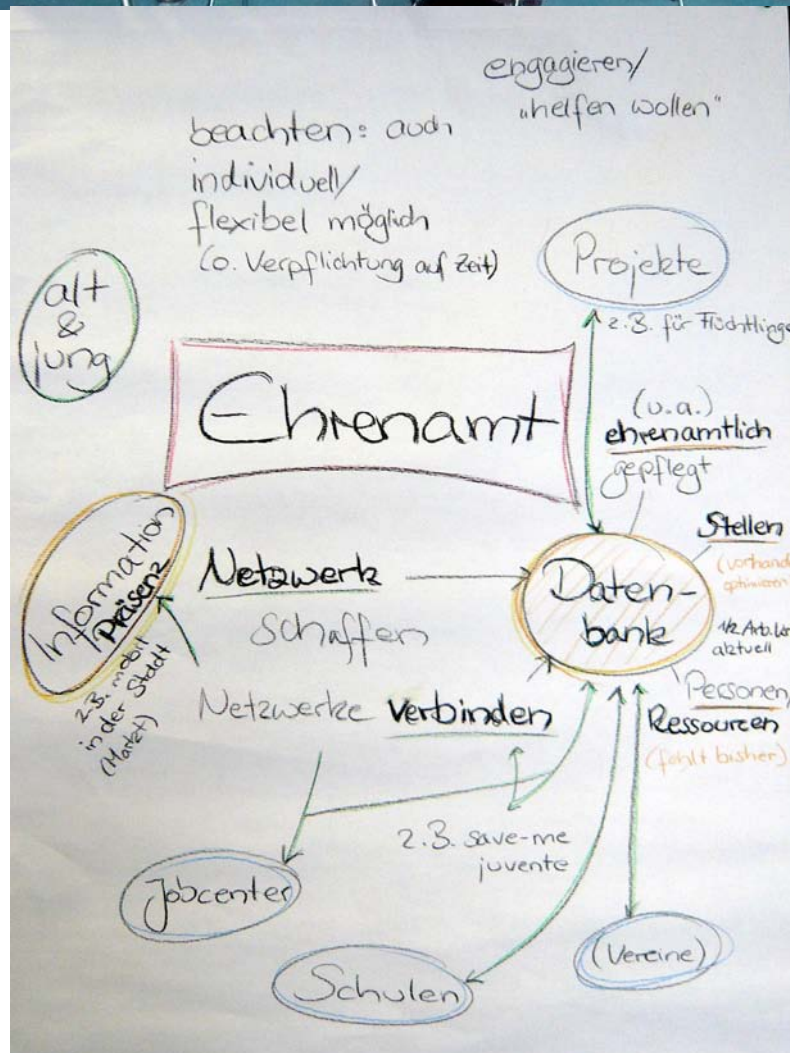 engagieren/
„helfen wollen“
beachten: auch
individuell/
flexibel möglich
(o. Verpflichtung auf Zeit)
Projekte
z.B. für Flüchtlinge
alt
&
jung
Ehrenamt
(u.a.)
ehrenamtlich
gepflegt
Stellen
Information
Präsenz
z.B. mobil
in der Stadt
(Markt)
Netzwerk
schaffen
Daten-
bank
aktuell
Netzwerke verbinden
Personen/
Ressourcen
(fehlt bisher)
z.B. save-me
juvente
Jobcenter
Schulen
(Vereine)